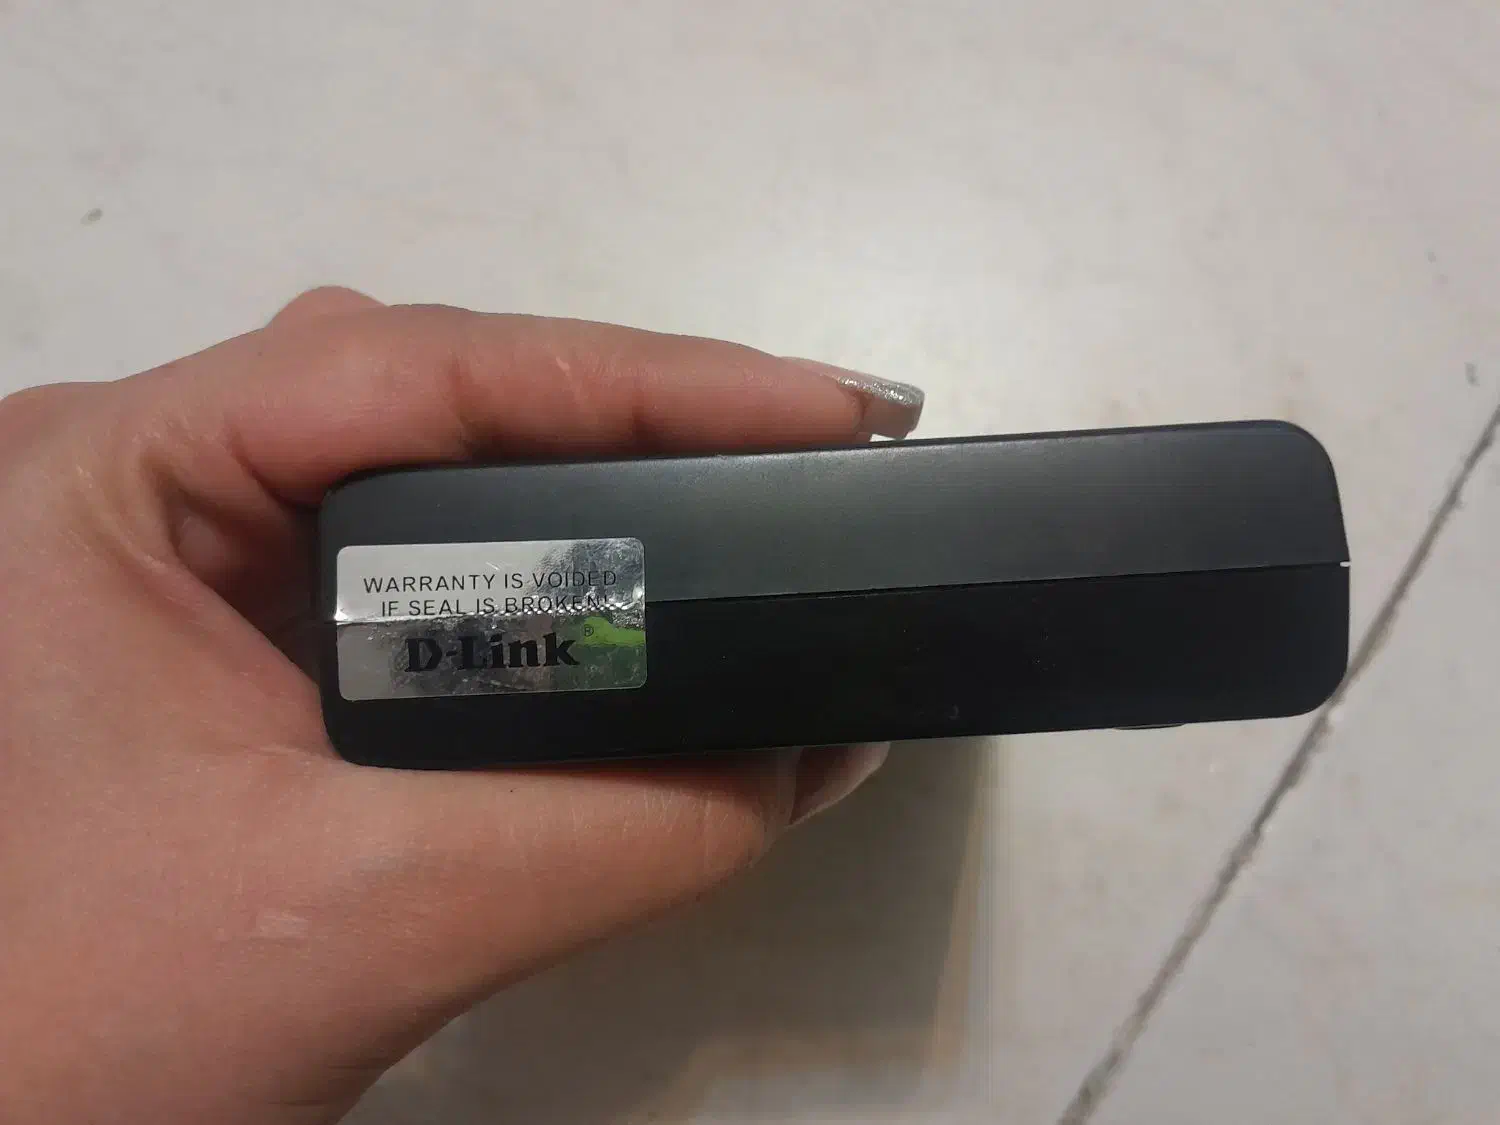 WARRANTY IS VOIDED
IF SEAL IS BROKEN!
D-Link®